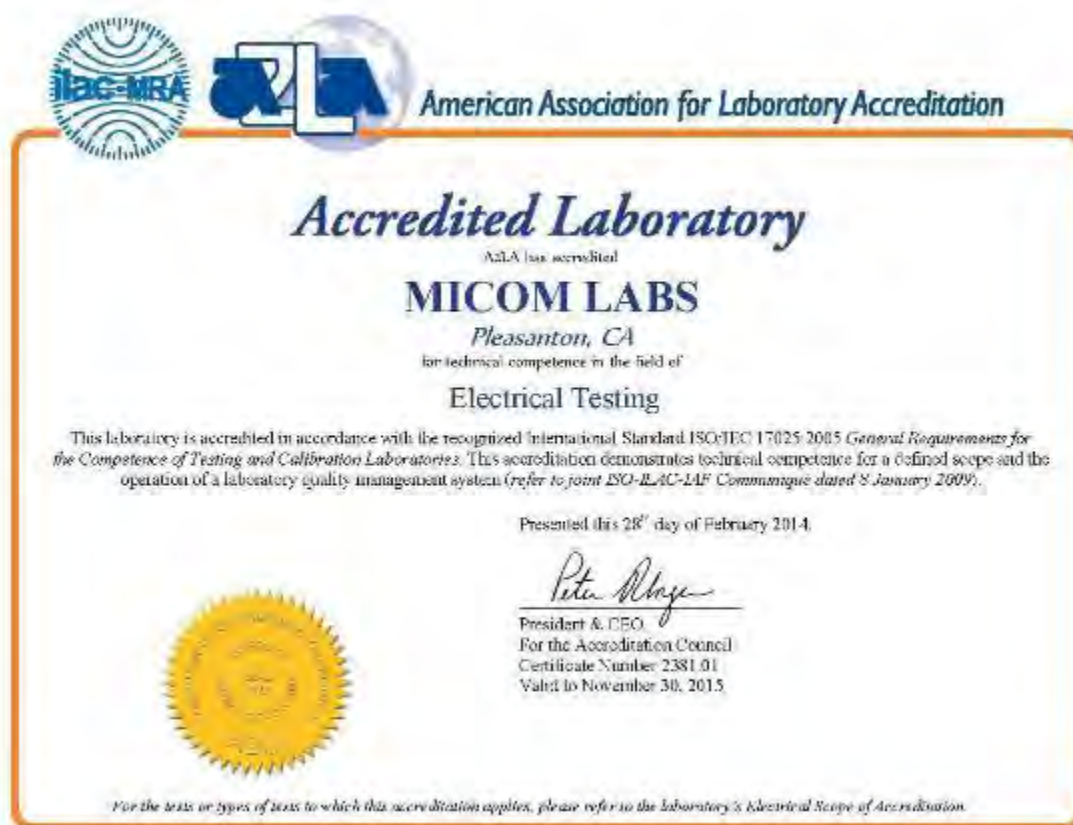 ilac-MRA
a2la
American Association for Laboratory Accreditation
Accredited Laboratory
A2LA has accredited
MICOM LABS
Pleasanton, CA
for technical competence in the field of
Electrical Testing
This laboratory is accredited in accordance with the recognized International Standard ISO/IEC 17025:2005 General Requirements for
the Competence of Testing and Calibration Laboratories. This accreditation demonstrates technical competence for a defined scope and the
operation of a laboratory quality management system (refer to joint ISO-ILAC-IAF Communique dated 8 January 2009).
Presented this 28th day of February 2014.
Peter
President & CEO
For the Accreditation Council
Certificate Number 2381.01
Valid to November 30, 2015
For the tests or types of tests to which this accreditation applies, please refer to the laboratory's Electrical Scope of Accreditation.